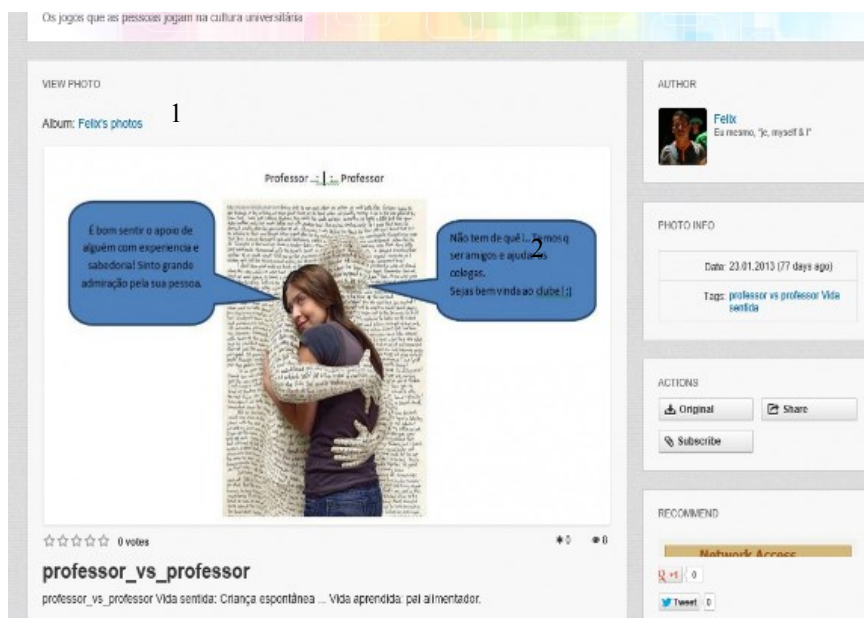 Os jogos que as pessoas jogam na cultura universitária
VIEW PHOTO
1
Album: Felix's photos
Professor ..: | :.. Professor
É bom sentir o apoio de
alguém com experiencia e
sabedoria! Sinto grande
admiração pela sua pessoa.
Não tem de quê!.. Temos q
2
ser amigos e ajudar os
colegas.
Sejas bem vinda ao clube! ;)
0 votes
0
8
professor_vs_professor
professor_vs_professor Vida sentida: Criança espontânea ... Vida aprendida: pai alimentador.
AUTHOR
Felix
Eu mesmo, "je, myself & I"
PHOTO INFO
Date: 23.01.2013 (77 days ago)
Tags: professor vs professor Vida
sentida
ACTIONS
Original
Share
Subscribe
RECOMMEND
Network Access
+1 0
Tweet 0